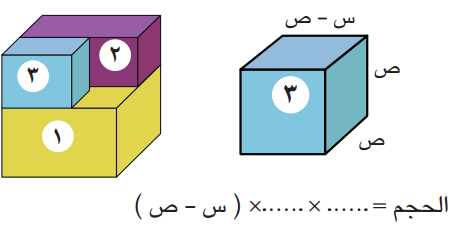 س – ص
٢
٣
٣
ص
١
ص
الحجم = ...... × ......× ( س – ص )